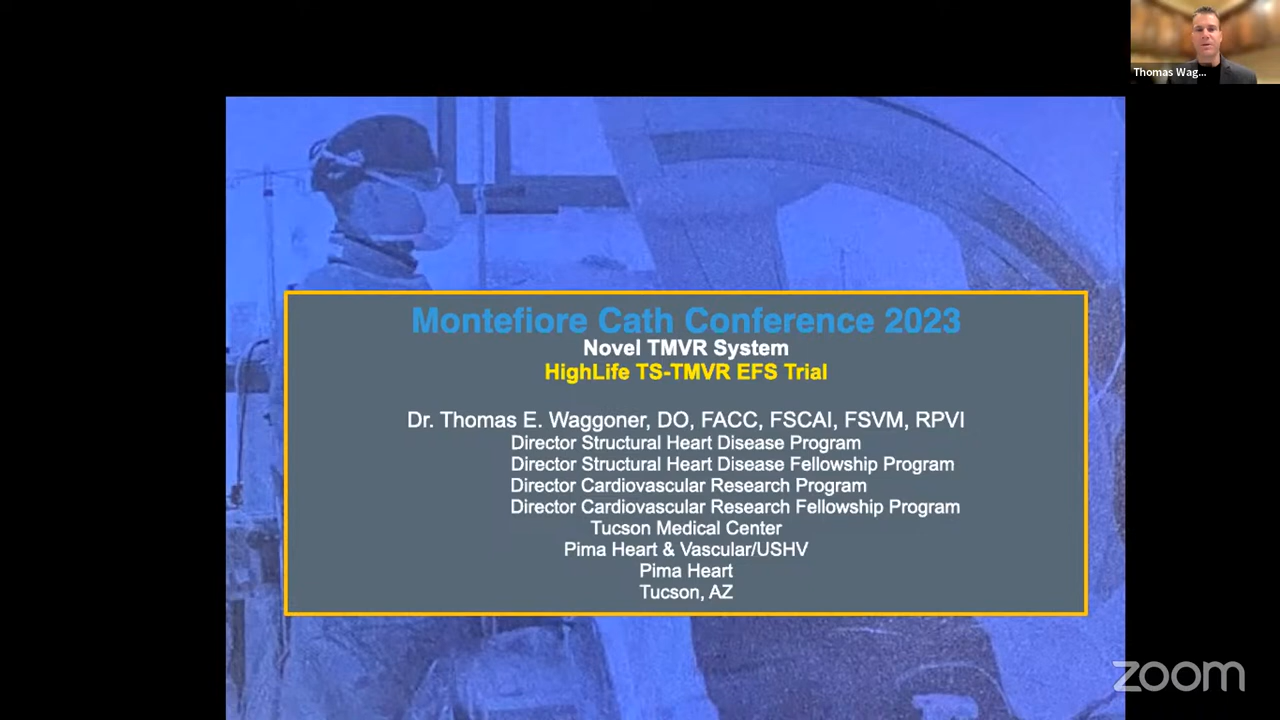 Thomas Wag...
Montefiore Cath Conference 2023
Novel TMVR System
HighLife TS-TMVR EFS Trial
Dr. Thomas E. Waggoner, DO, FACC, FSCAI, FSVM, RPVI
Director Structural Heart Disease Program
Director Structural Heart Disease Fellowship Program
Director Cardiovascular Research Program
Director Cardiovascular Research Fellowship Program
Tucson Medical Center
Pima Heart & Vascular/USHV
Pima Heart
Tucson, AZ
zoom